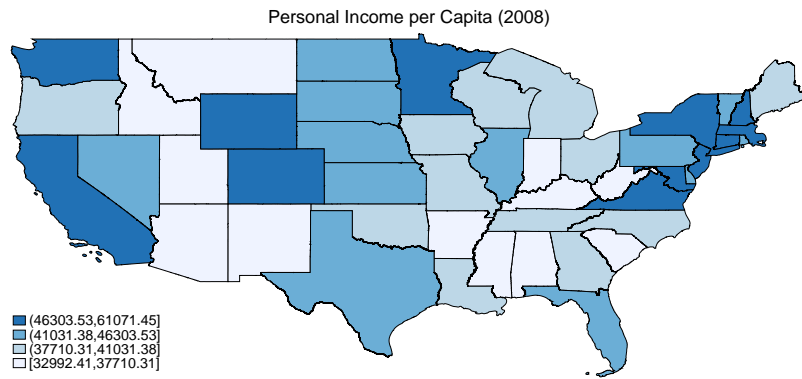 Personal Income per Capita (2008)
(46303.53,61071.45]
(41031.38,46303.53]
(37710.31,41031.38]
[32992.41,37710.31]